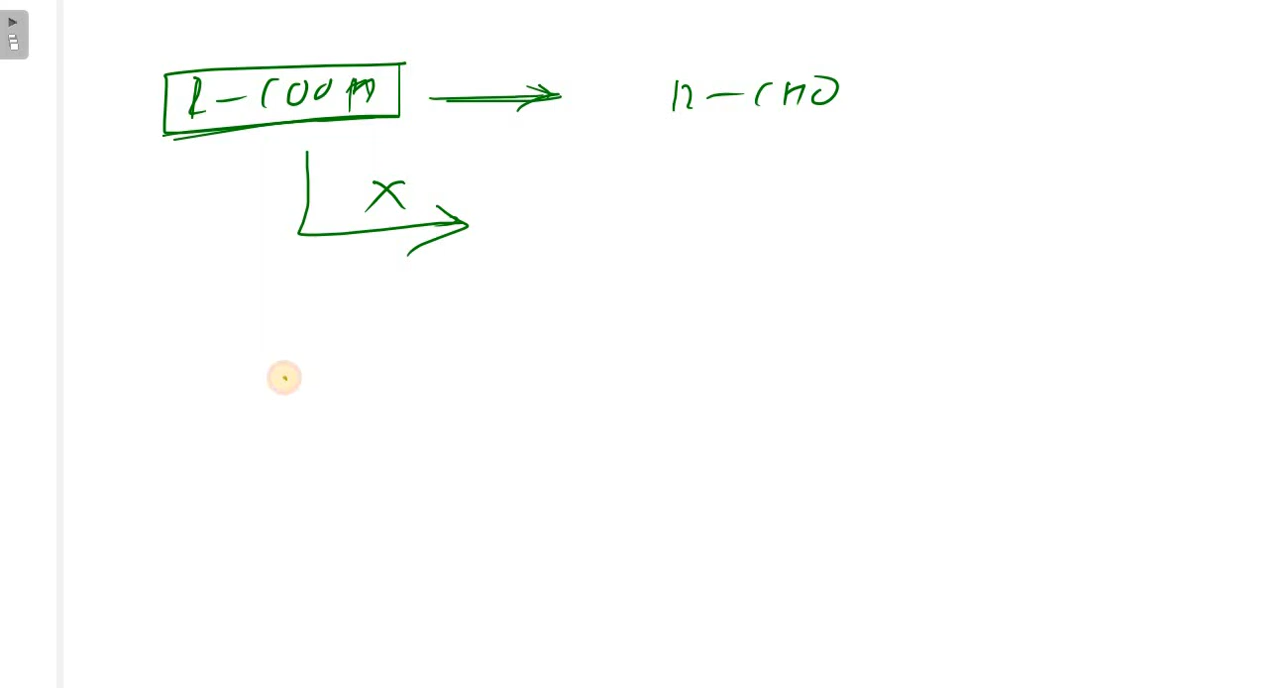 R-COOH → R-CHO
X